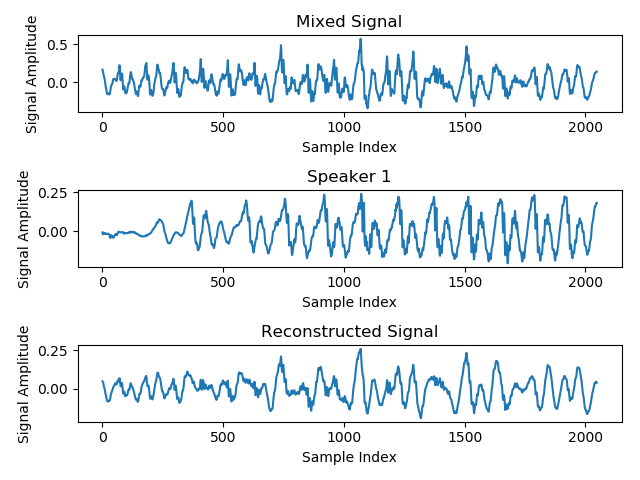 Mixed Signal
Signal Amplitude
0.5
0.0
0
500
1000
1500
2000
Sample Index
Speaker 1
Signal Amplitude
0.25
0.00
0
500
1000
1500
2000
Sample Index
Reconstructed Signal
Signal Amplitude
0.25
0.00
0
500
1000
1500
2000
Sample Index